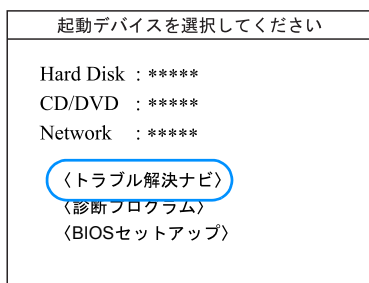 起動デバイスを選択してください
Hard Disk : *****
CD/DVD : *****
Network : *****
〈トラブル解決ナビ〉
〈診断プログラム〉
〈BIOSセットアップ〉